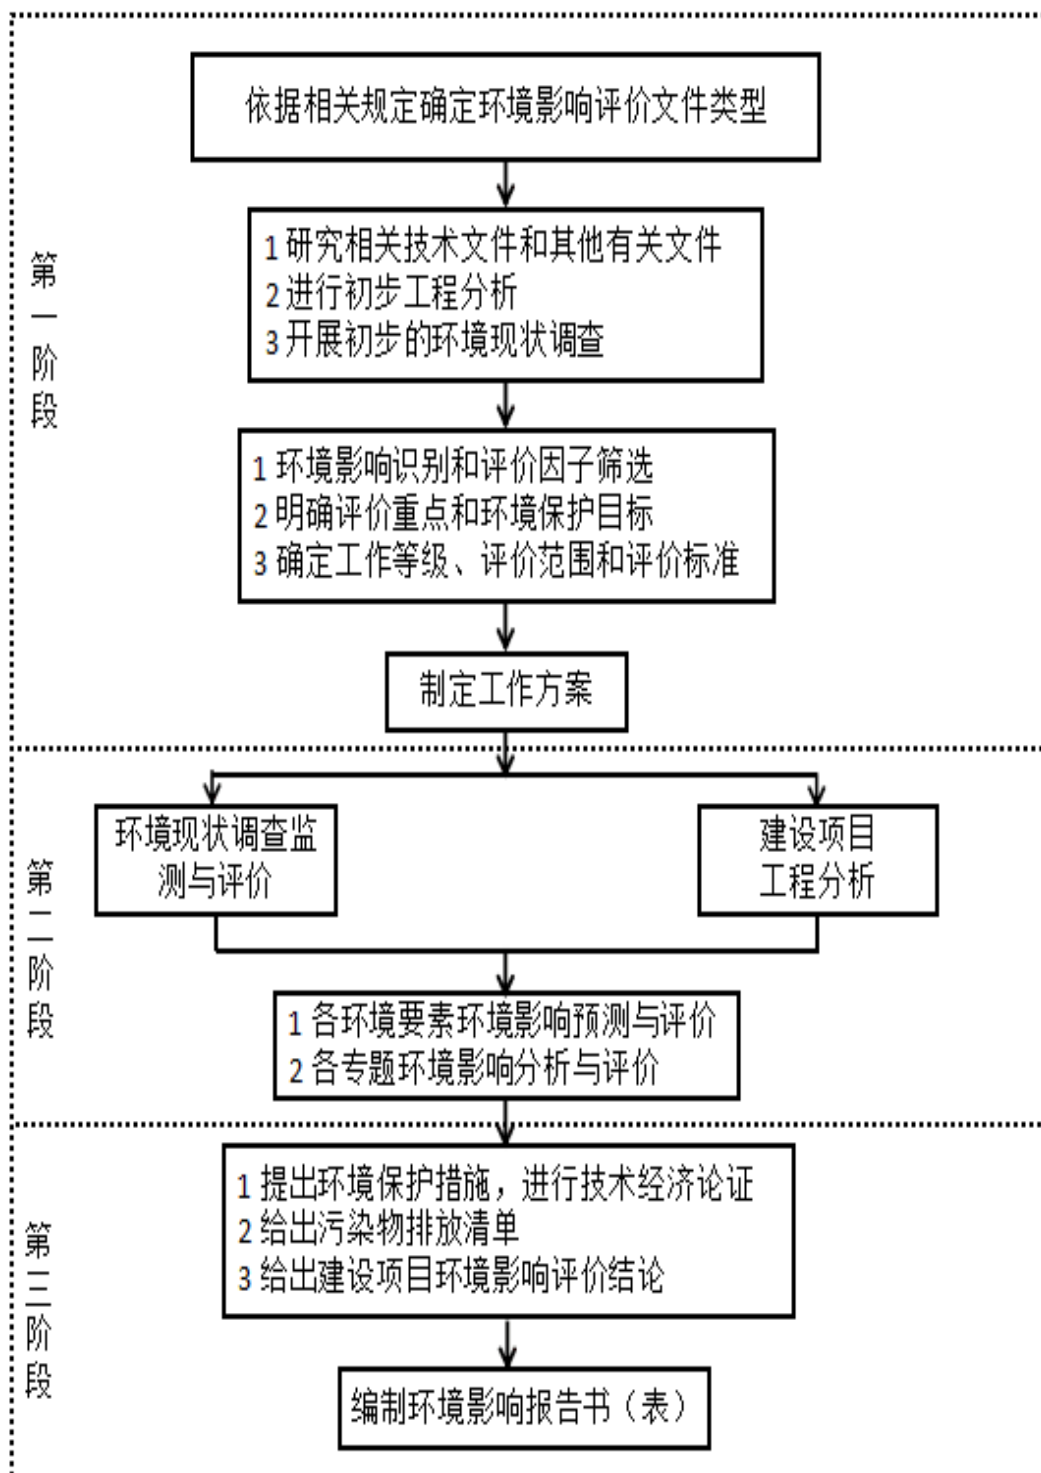 依据相关规定确定环境影响评价文件类型
第一阶段
1 研究相关技术文件和其他有关文件
2 进行初步工程分析
3 开展初步的环境现状调查
1 环境影响识别和评价因子筛选
2 明确评价重点和环境保护目标
3 确定工作等级、评价范围和评价标准
制定工作方案
第二阶段
环境现状调查监
测与评价
建设项目
工程分析
1 各环境要素环境影响预测与评价
2 各专题环境影响分析与评价
第三阶段
1 提出环境保护措施，进行技术经济论证
2 给出污染物排放清单
3 给出建设项目环境影响评价结论
编制环境影响报告书（表）